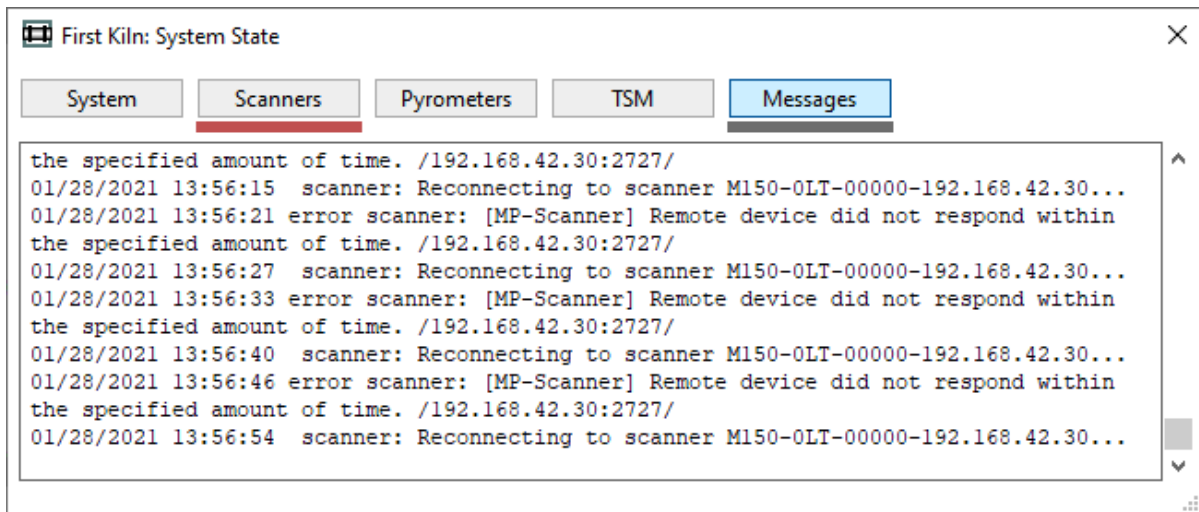 First Kiln: System State
System Scanners Pyrometers TSM Messages
the specified amount of time. /192.168.42.30:2727/
01/28/2021 13:56:15  scanner: Reconnecting to scanner M150-0LT-00000-192.168.42.30...
01/28/2021 13:56:21 error scanner: [MP-Scanner] Remote device did not respond within
the specified amount of time. /192.168.42.30:2727/
01/28/2021 13:56:27  scanner: Reconnecting to scanner M150-0LT-00000-192.168.42.30...
01/28/2021 13:56:33 error scanner: [MP-Scanner] Remote device did not respond within
the specified amount of time. /192.168.42.30:2727/
01/28/2021 13:56:40  scanner: Reconnecting to scanner M150-0LT-00000-192.168.42.30...
01/28/2021 13:56:46 error scanner: [MP-Scanner] Remote device did not respond within
the specified amount of time. /192.168.42.30:2727/
01/28/2021 13:56:54  scanner: Reconnecting to scanner M150-0LT-00000-192.168.42.30...